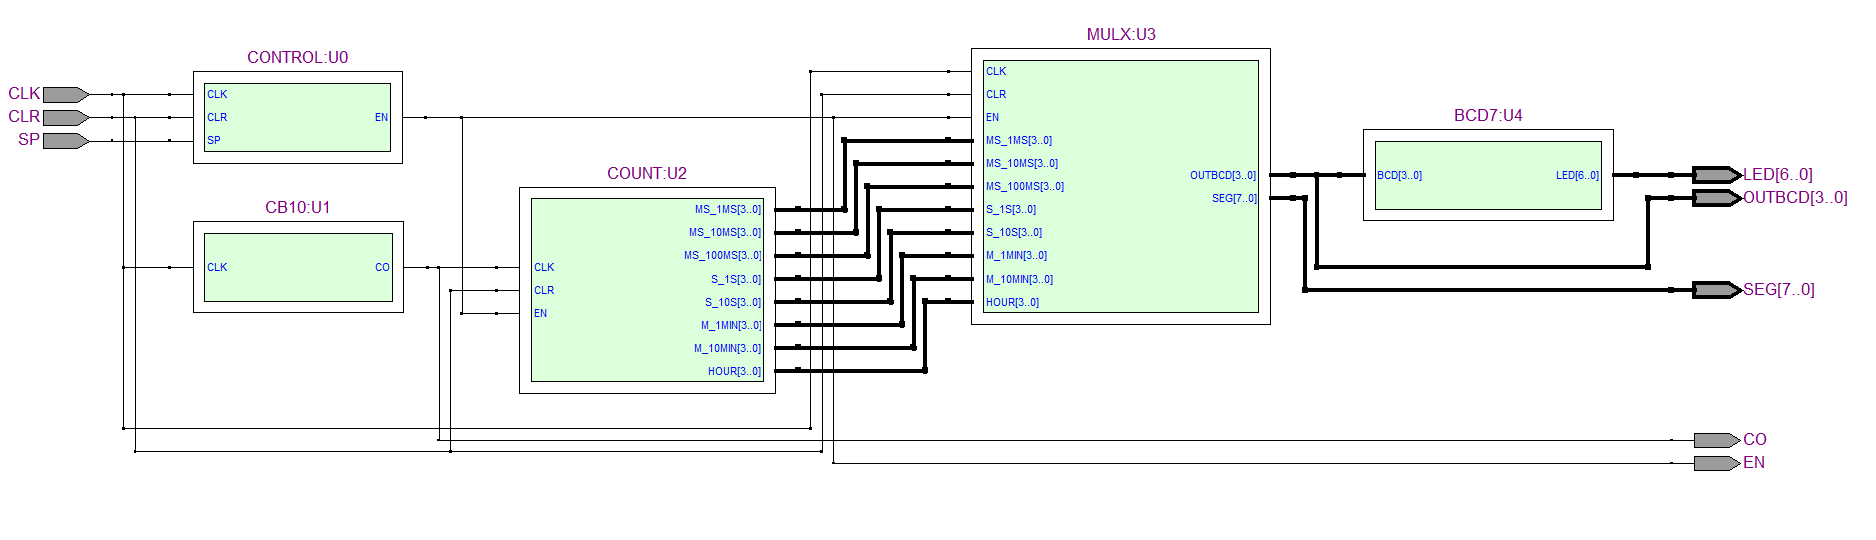 CLK
CLR
SP
CONTROL:U0
CLK
CLR
SP
EN
CB10:U1
CLK
CO
COUNT:U2
CLK
CLR
EN
MS_1MS[3..0]
MS_10MS[3..0]
MS_100MS[3..0]
S_1S[3..0]
S_10S[3..0]
M_1MIN[3..0]
M_10MIN[3..0]
HOUR[3..0]
MULX:U3
CLK
CLR
EN
MS_1MS[3..0]
MS_10MS[3..0]
MS_100MS[3..0]
S_1S[3..0]
S_10S[3..0]
M_1MIN[3..0]
M_10MIN[3..0]
HOUR[3..0]
OUTBCD[3..0]
SEG[7..0]
BCD7:U4
BCD[3..0]
LED[6..0]
LED[6..0]
OUTBCD[3..0]
SEG[7..0]
CO
EN